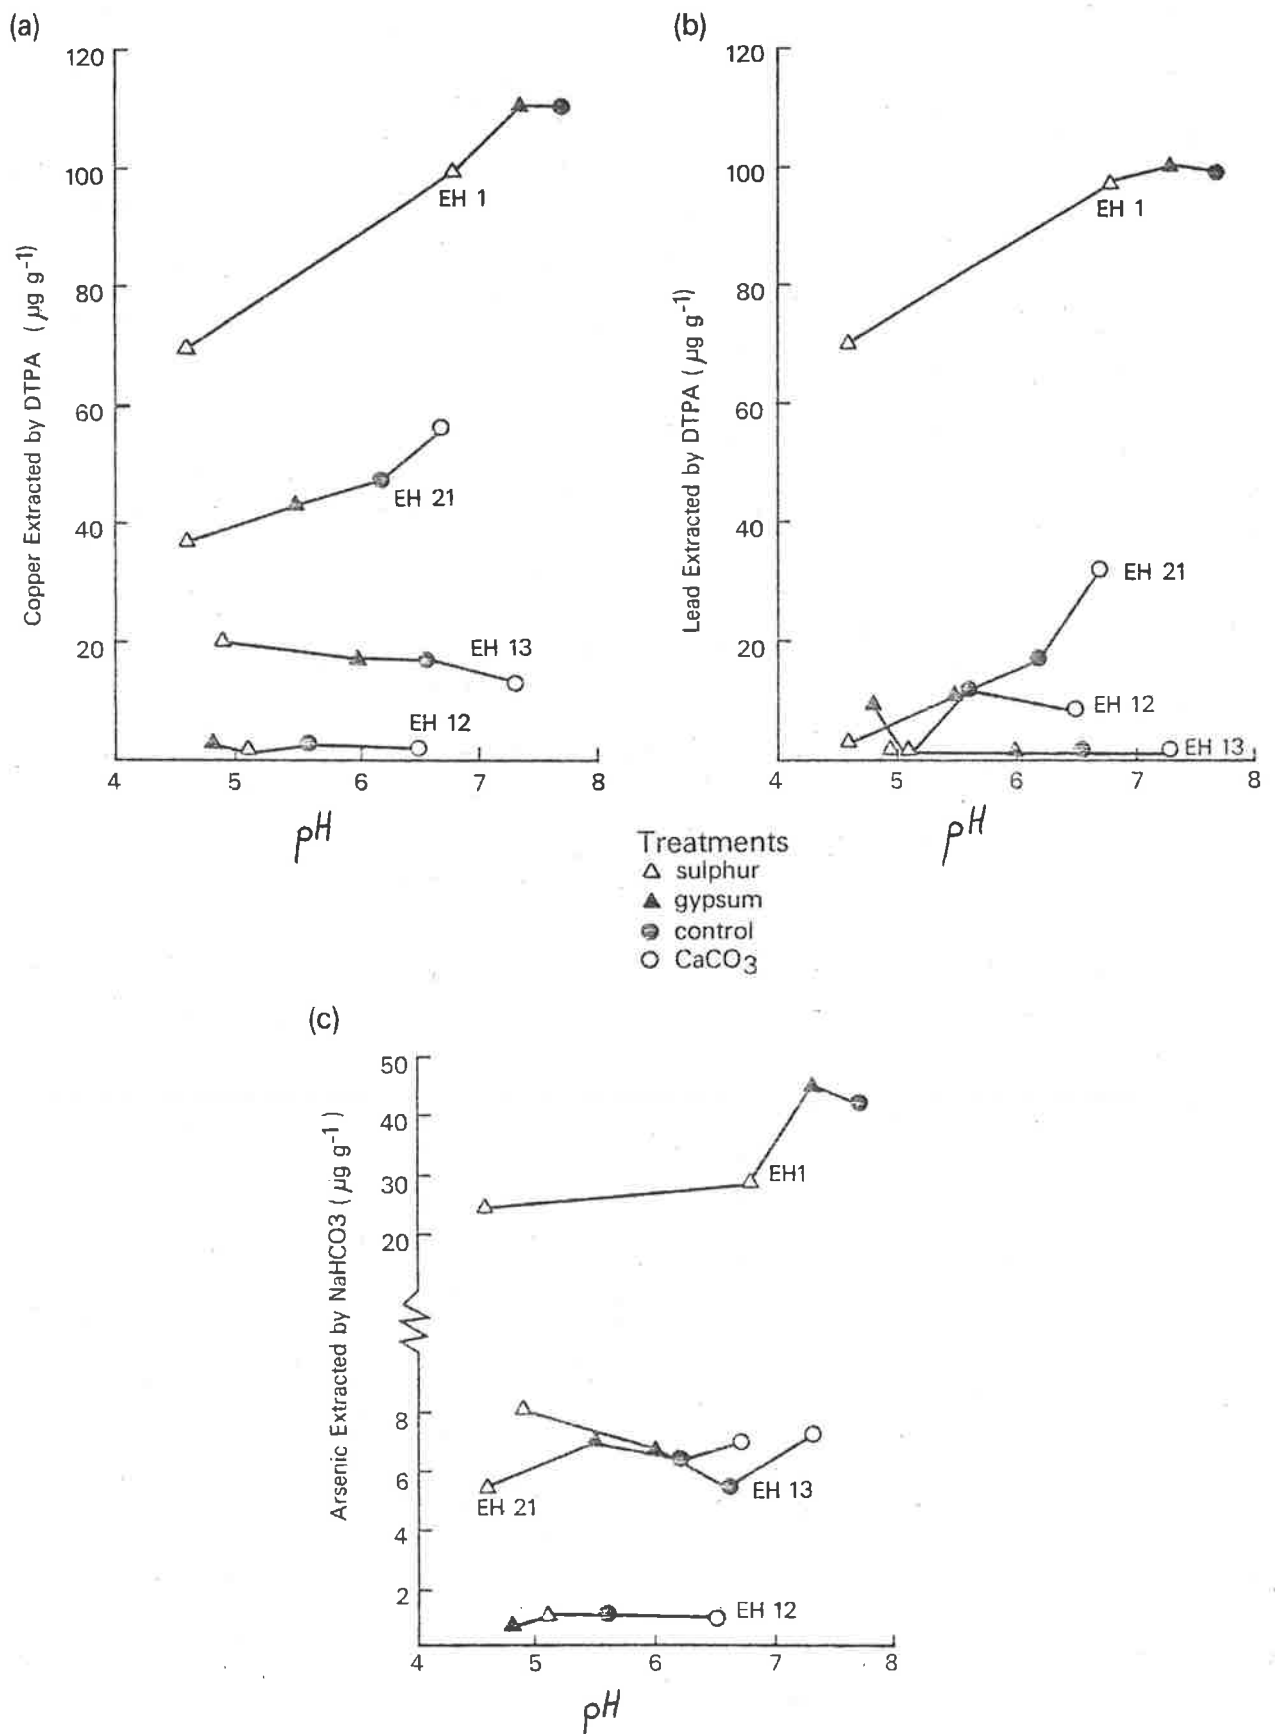 (a)
120
100
80
60
40
20
4 5 6 7 8
Copper Extracted by DTPA ( µg g⁻¹)
EH 1
EH 21
EH 13
EH 12
pH
(b)
120
100
80
60
40
20
4 5 6 7 8
Lead Extracted by DTPA ( µg g⁻¹)
EH 1
EH 21
EH 12
EH 13
pH
Treatments
sulphur
gypsum
control
CaCO₃
(c)
50
40
30
20
8
6
4
2
4 5 6 7 8
Arsenic Extracted by NaHCO3 ( µg g⁻¹ )
EH1
EH 21
EH 13
EH 12
pH